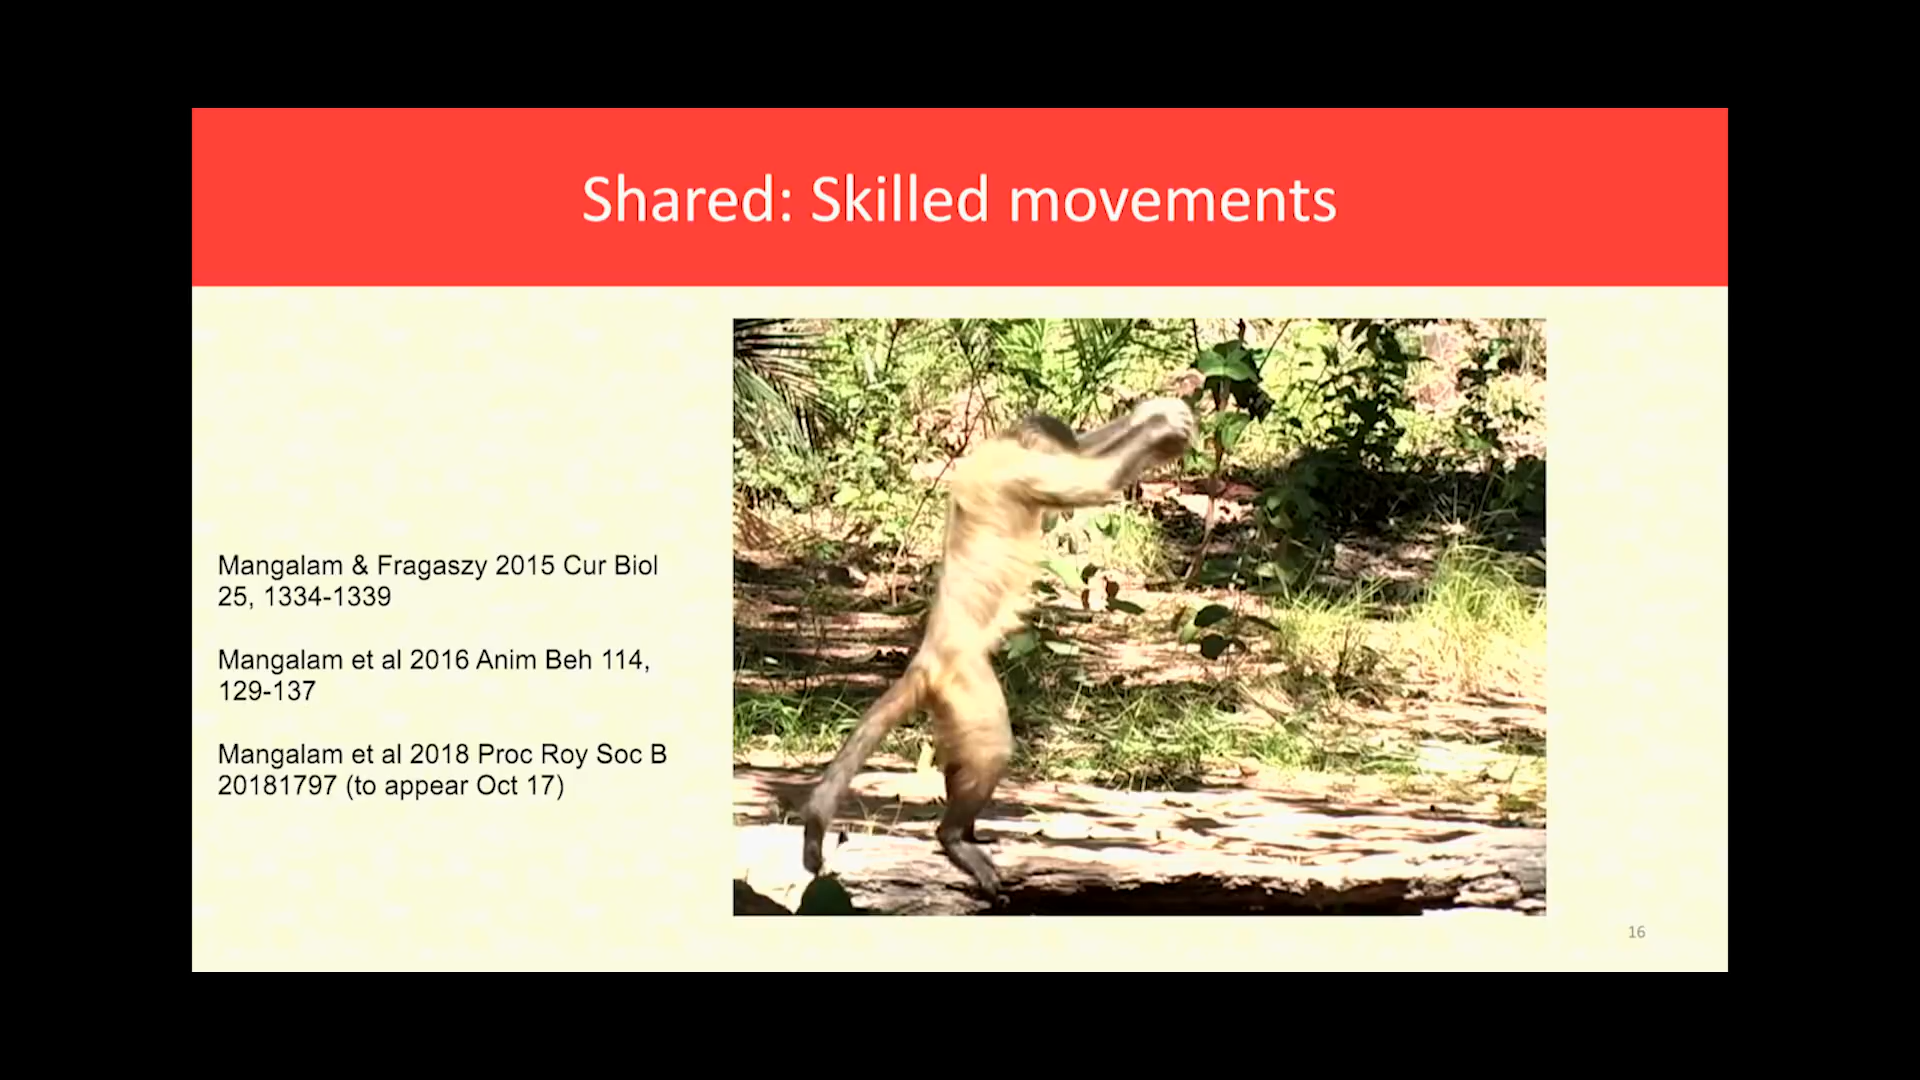 Shared: Skilled movements
Mangalam & Fragaszy 2015 Cur Biol
25, 1334-1339
Mangalam et al 2016 Anim Beh 114,
129-137
Mangalam et al 2018 Proc Roy Soc B
20181797 (to appear Oct 17)
16